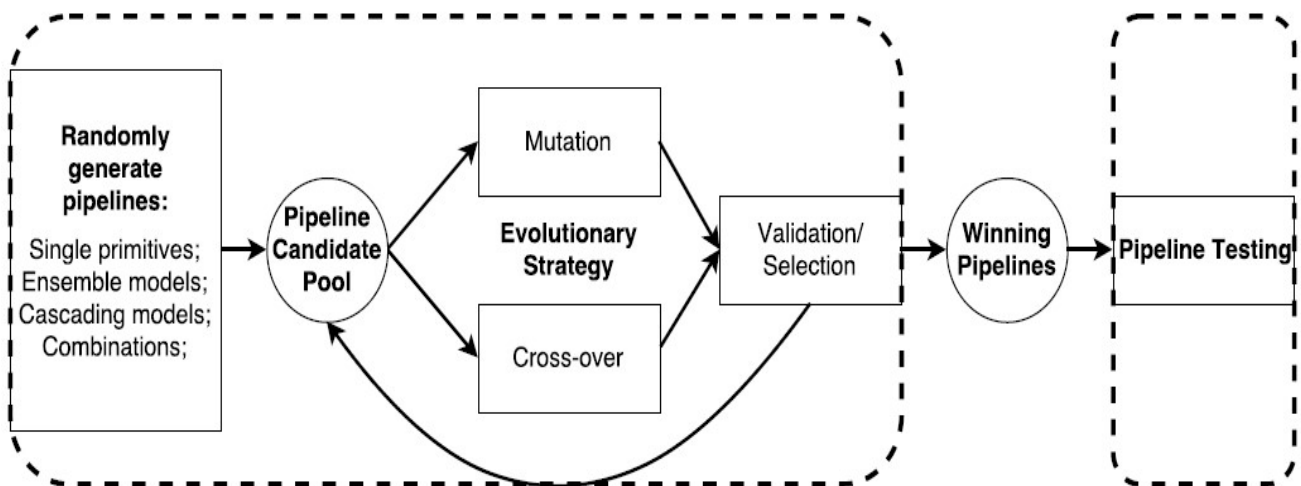 Randomly
generate
pipelines:
Single primitives;
Ensemble models;
Cascading models;
Combinations;
Pipeline
Candidate
Pool
Mutation
Evolutionary
Strategy
Cross-over
Validation/
Selection
Winning
Pipelines
Pipeline Testing